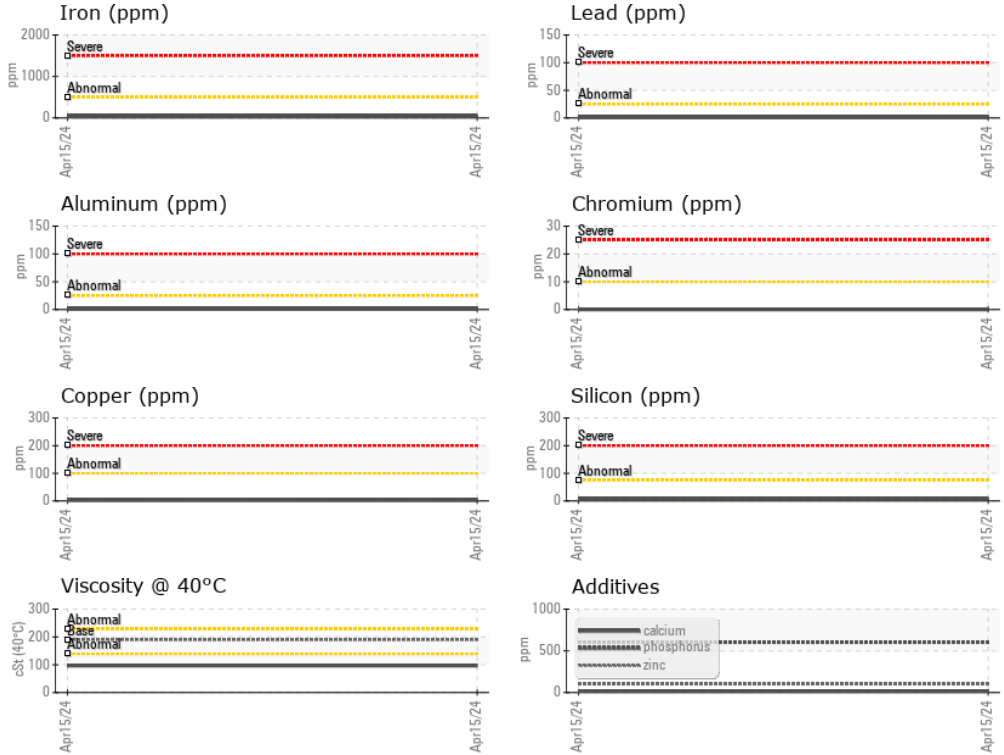 Iron (ppm)
2000
1000
0
ppm
Severe
Abnormal
Apr15/24
Apr15/24
Lead (ppm)
150
100
50
0
ppm
Severe
Abnormal
Apr15/24
Apr15/24
Aluminum (ppm)
150
100
50
0
ppm
Severe
Abnormal
Apr15/24
Apr15/24
Chromium (ppm)
30
20
10
0
ppm
Severe
Abnormal
Apr15/24
Apr15/24
Copper (ppm)
300
200
100
0
ppm
Severe
Abnormal
Apr15/24
Apr15/24
Silicon (ppm)
300
200
100
0
ppm
Severe
Abnormal
Apr15/24
Apr15/24
Viscosity @ 40°C
300
200
100
0
cSt (40°C)
Abnormal
Base
Abnormal
Apr15/24
Apr15/24
Additives
1000
500
0
ppm
calcium
phosphorus
zinc
Apr15/24
Apr15/24